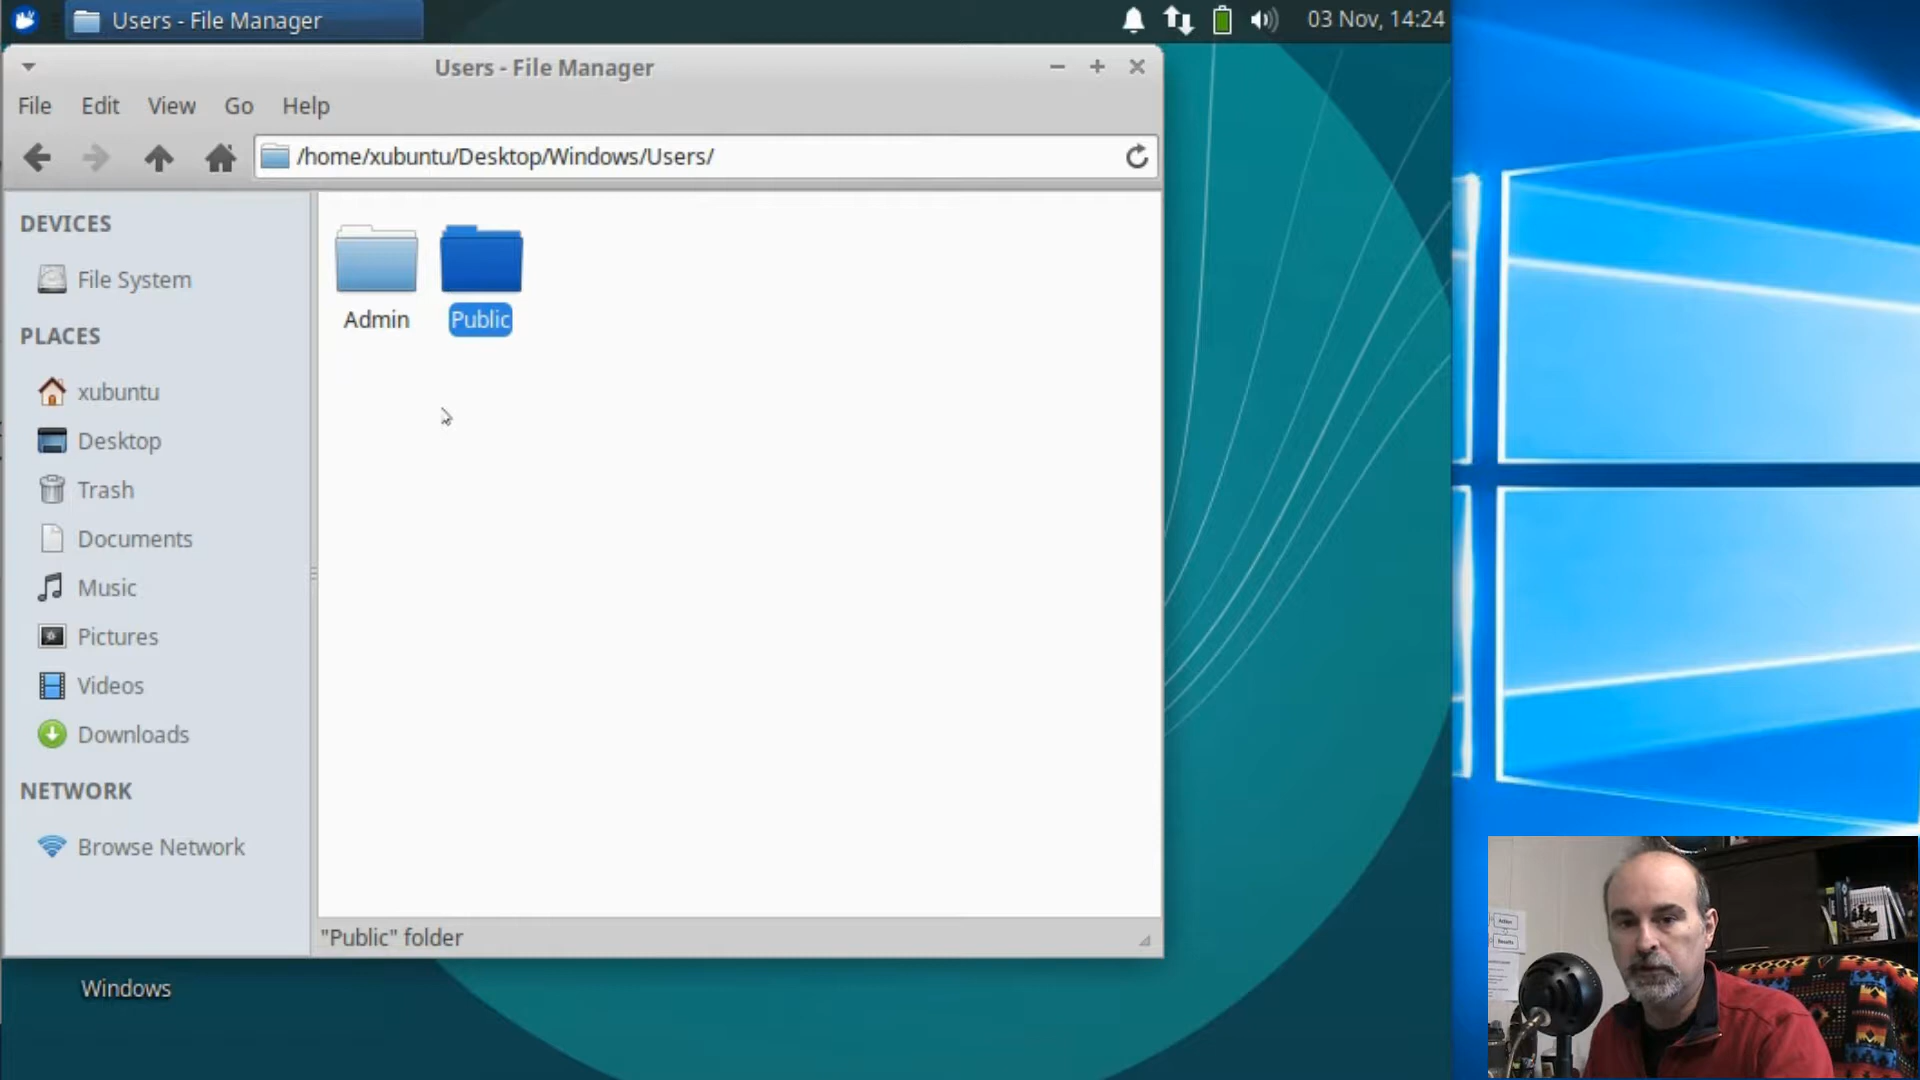 Users - File Manager
03 Nov, 14:24
Users - File Manager
File Edit View Go Help
/home/xubuntu/Desktop/Windows/Users/
DEVICES
File System
PLACES
xubuntu
Desktop
Trash
Documents
Music
Pictures
Videos
Downloads
NETWORK
Browse Network
Admin
Public
"Public" folder
Windows